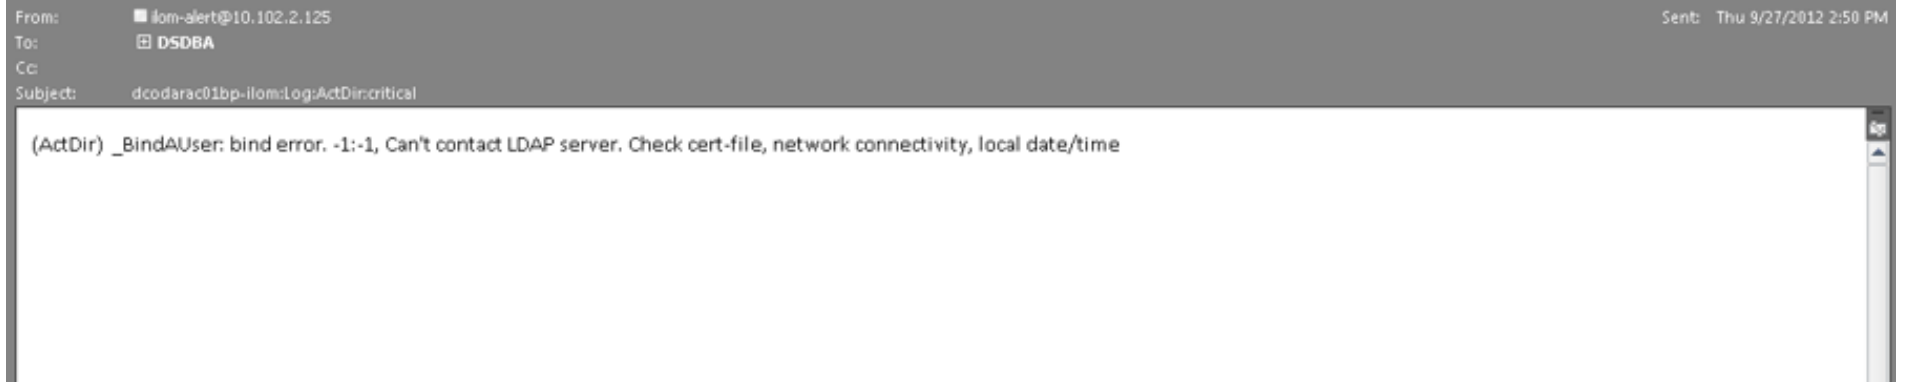 From: ilom-alert@10.102.2.125 Sent: Thu 9/27/2012 2:50 PM
To: DSDBA
Cc:
Subject: dcodarac01bp-ilom:Log:ActDir:critical
(ActDir) _BindAUser: bind error. -1:-1, Can't contact LDAP server. Check cert-file, network connectivity, local date/time